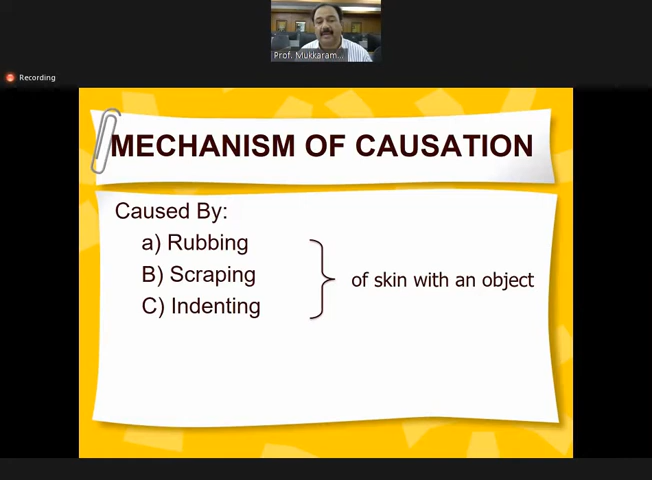 Prof. Mukkaram...
Recording
MECHANISM OF CAUSATION
Caused By:
a) Rubbing
B) Scraping
of skin with an object
C) Indenting